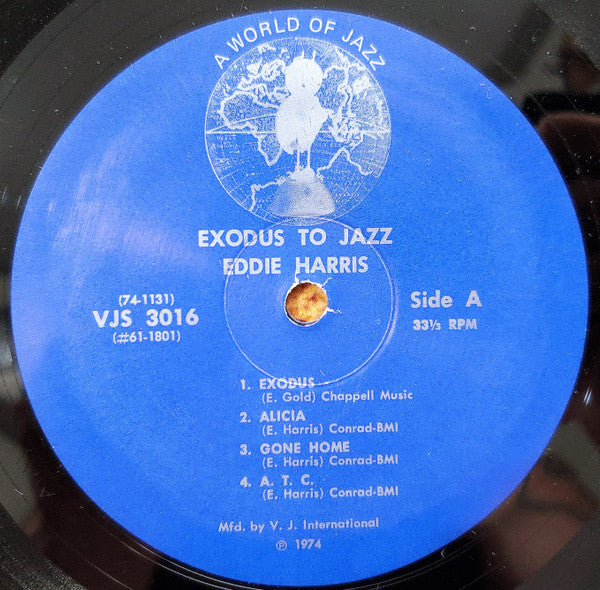 A WORLD OF JAZZ
EXODUS TO JAZZ
EDDIE HARRIS
(74-1131)
VJS 3016
(#61-1801)
Side A
33⅓ RPM
1. EXODUS
(E. Gold) Chappell Music
2. ALICIA
(E. Harris) Conrad-BMI
3. GONE HOME
(E. Harris) Conrad-BMI
4. A. T. C.
(E. Harris) Conrad-BMI
Mfd. by V. J. International
℗ 1974